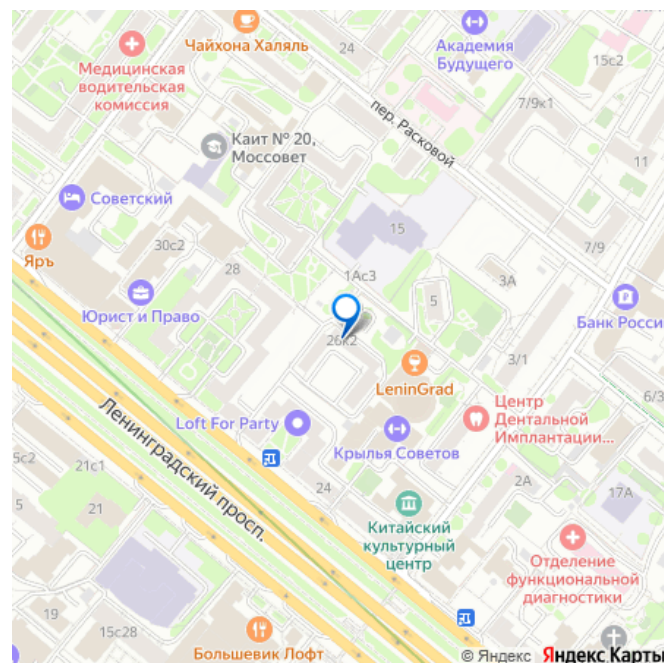 Чайхона Халяль
24
Академия
Будущего
15с2
Медицинская
водительская
комиссия
7/9к1
пер. Расковой
Каит № 20,
Моссовет
11
Советский
15
Яръ
30с2
28
1Ас3
7/9
3А
5
Юрист и Право
26к2
Банк Росси
3/1
LeninGrad
6/3
Центр
Дентальной
Имплантации...
Loft For Party
Крылья Советов
Ленинградский просп.
5с2
21с1
24
2А
17А
5
21
Китайский
культурный
центр
Отделение
функциональной
диагностики
19
15с28
Большевик Лофт
© Яндекс Яндекс Карты